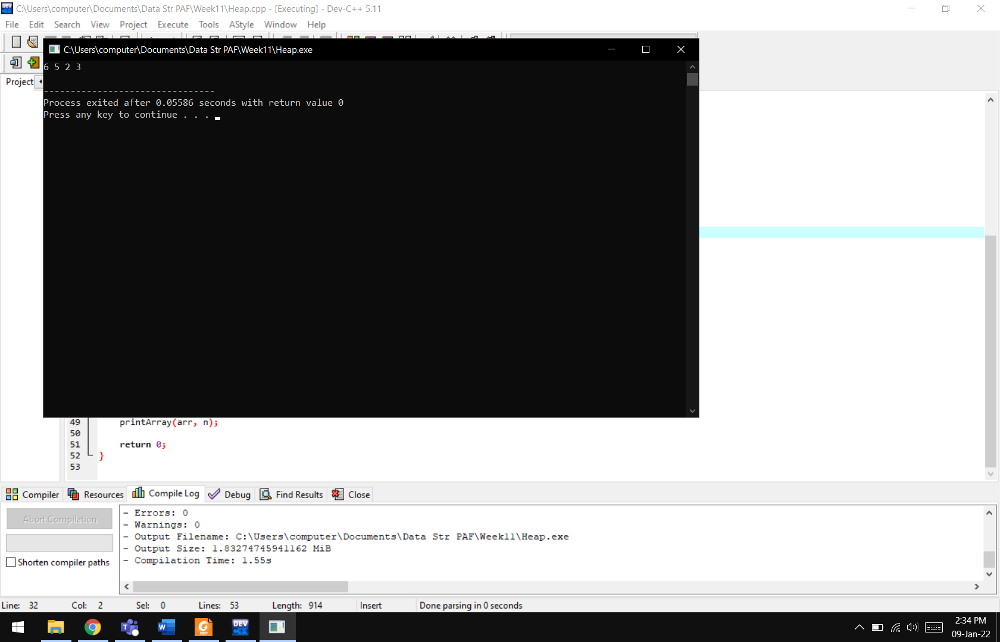 C:\Users\computer\Documents\Data Str PAF\Week11\Heap.cpp - [Executing] - Dev-C++ 5.11
File Edit Search View Project Execute Tools AStyle Window Help
C:\Users\computer\Documents\Data Str PAF\Week11\Heap.exe
6 5 2 3
Project
--------------------------------
Process exited after 0.05586 seconds with return value 0
Press any key to continue . . .
49 printArray(arr, n);
50
51 return 0;
52 }
53
Compiler Resources Compile Log Debug Find Results Close
Abort Compilation
Shorten compiler paths
- Errors: 0
- Warnings: 0
- Output Filename: C:\Users\computer\Documents\Data Str PAF\Week11\Heap.exe
- Output Size: 1.83274745941162 MiB
- Compilation Time: 1.55s
Line: 32 Col: 2 Sel: 0 Lines: 53 Length: 914 Insert Done parsing in 0 seconds
DEV C++
2:34 PM
09-Jan-22